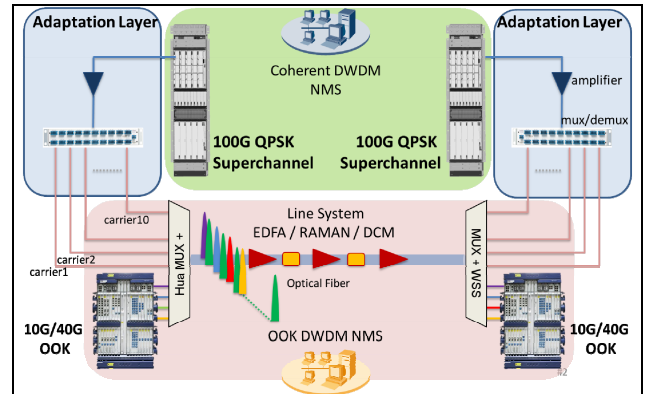 Adaptation Layer
Adaptation Layer
Coherent DWDM
NMS
amplifier
mux/demux
100G QPSK
Superchannel
100G QPSK
Superchannel
carrier10
carrier2
carrier1
Hua MUX +
Line System
EDFA / RAMAN / DCM
Optical Fiber
MUX + WSS
10G/40G
OOK
10G/40G
OOK
OOK DWDM NMS